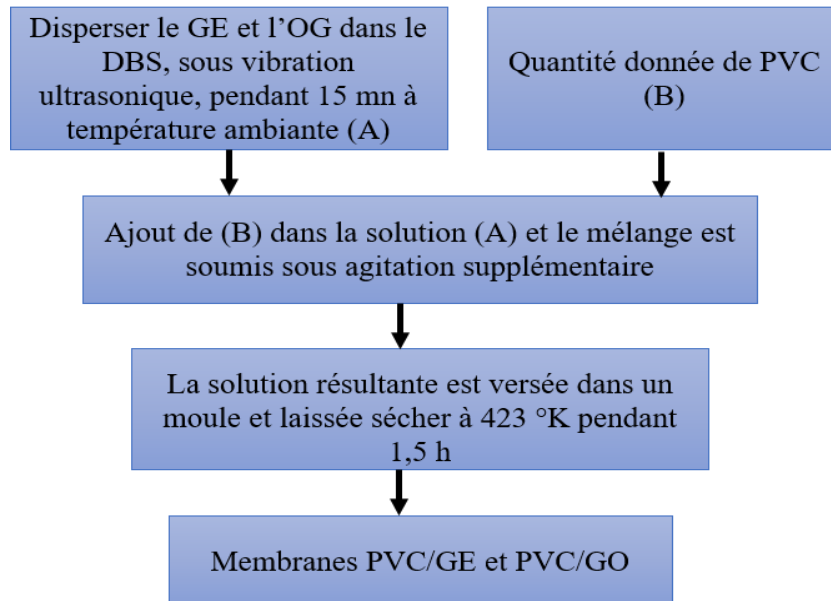 Disperser le GE et l’OG dans le
DBS, sous vibration
ultrasonique, pendant 15 mn à
température ambiante (A)
Quantité donnée de PVC
(B)
Ajout de (B) dans la solution (A) et le mélange est
soumis sous agitation supplémentaire
La solution résultante est versée dans un
moule et laissée sécher à 423 °K pendant
1,5 h
Membranes PVC/GE et PVC/GO